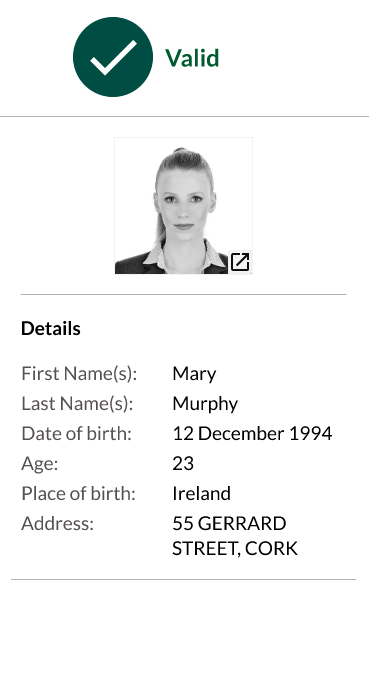 Valid
Details
First Name(s): Mary
Last Name(s): Murphy
Date of birth: 12 December 1994
Age: 23
Place of birth: Ireland
Address: 55 GERRARD
STREET, CORK